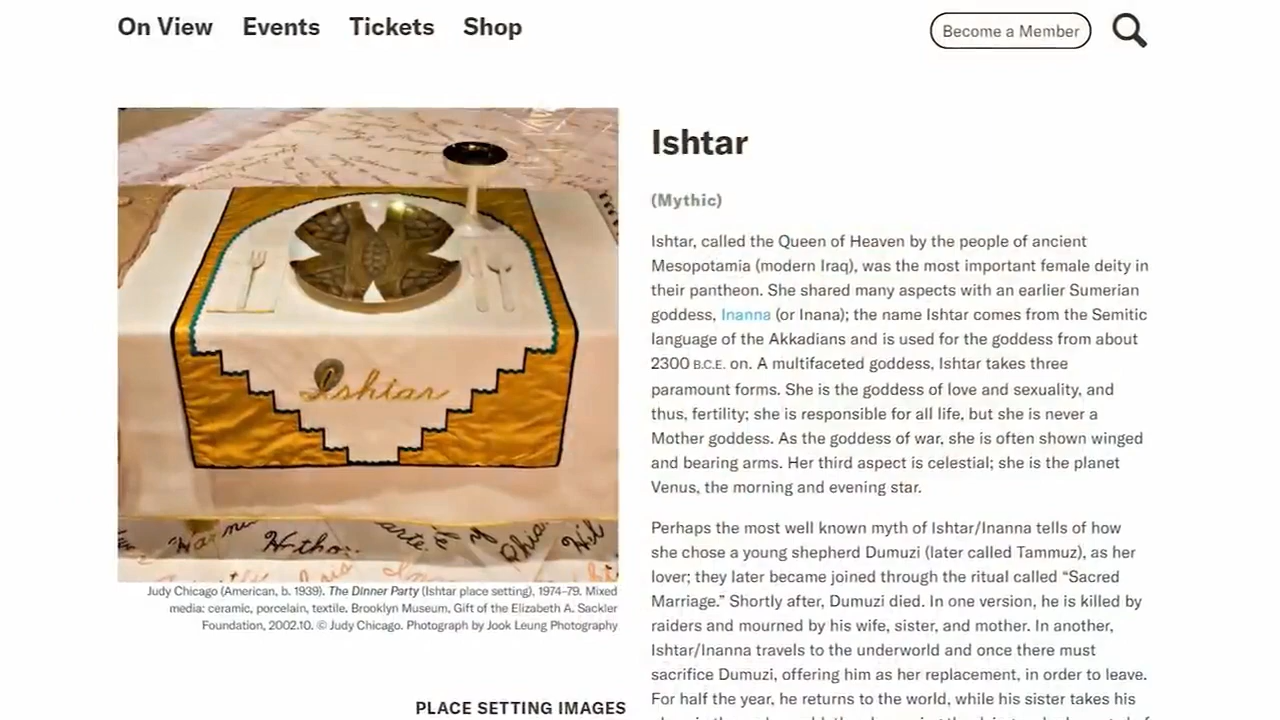 On View Events Tickets Shop
Become a Member
Ishtar
(Mythic)
Ishtar, called the Queen of Heaven by the people of ancient
Mesopotamia (modern Iraq), was the most important female deity in
their pantheon. She shared many aspects with an earlier Sumerian
goddess, Inanna (or Inana); the name Ishtar comes from the Semitic
language of the Akkadians and is used for the goddess from about
2300 B.C.E. on. A multifaceted goddess, Ishtar takes three
paramount forms. She is the goddess of love and sexuality, and
thus, fertility; she is responsible for all life, but she is never a
Mother goddess. As the goddess of war, she is often shown winged
and bearing arms. Her third aspect is celestial; she is the planet
Venus, the morning and evening star.
Perhaps the most well known myth of Ishtar/Inanna tells of how
she chose a young shepherd Dumuzi (later called Tammuz), as her
lover; they later became joined through the ritual called “Sacred
Marriage.” Shortly after, Dumuzi died. In one version, he is killed by
raiders and mourned by his wife, sister, and mother. In another,
Ishtar/Inanna travels to the underworld and once there must
sacrifice Dumuzi, offering him as her replacement, in order to leave.
For half the year, he returns to the world, while his sister takes his
Ishtar
Judy Chicago (American, b. 1939). The Dinner Party (Ishtar place setting), 1974–79. Mixed
media: ceramic, porcelain, textile. Brooklyn Museum, Gift of the Elizabeth A. Sackler
Foundation, 2002.10. © Judy Chicago. Photograph by Jook Leung Photography
PLACE SETTING IMAGES